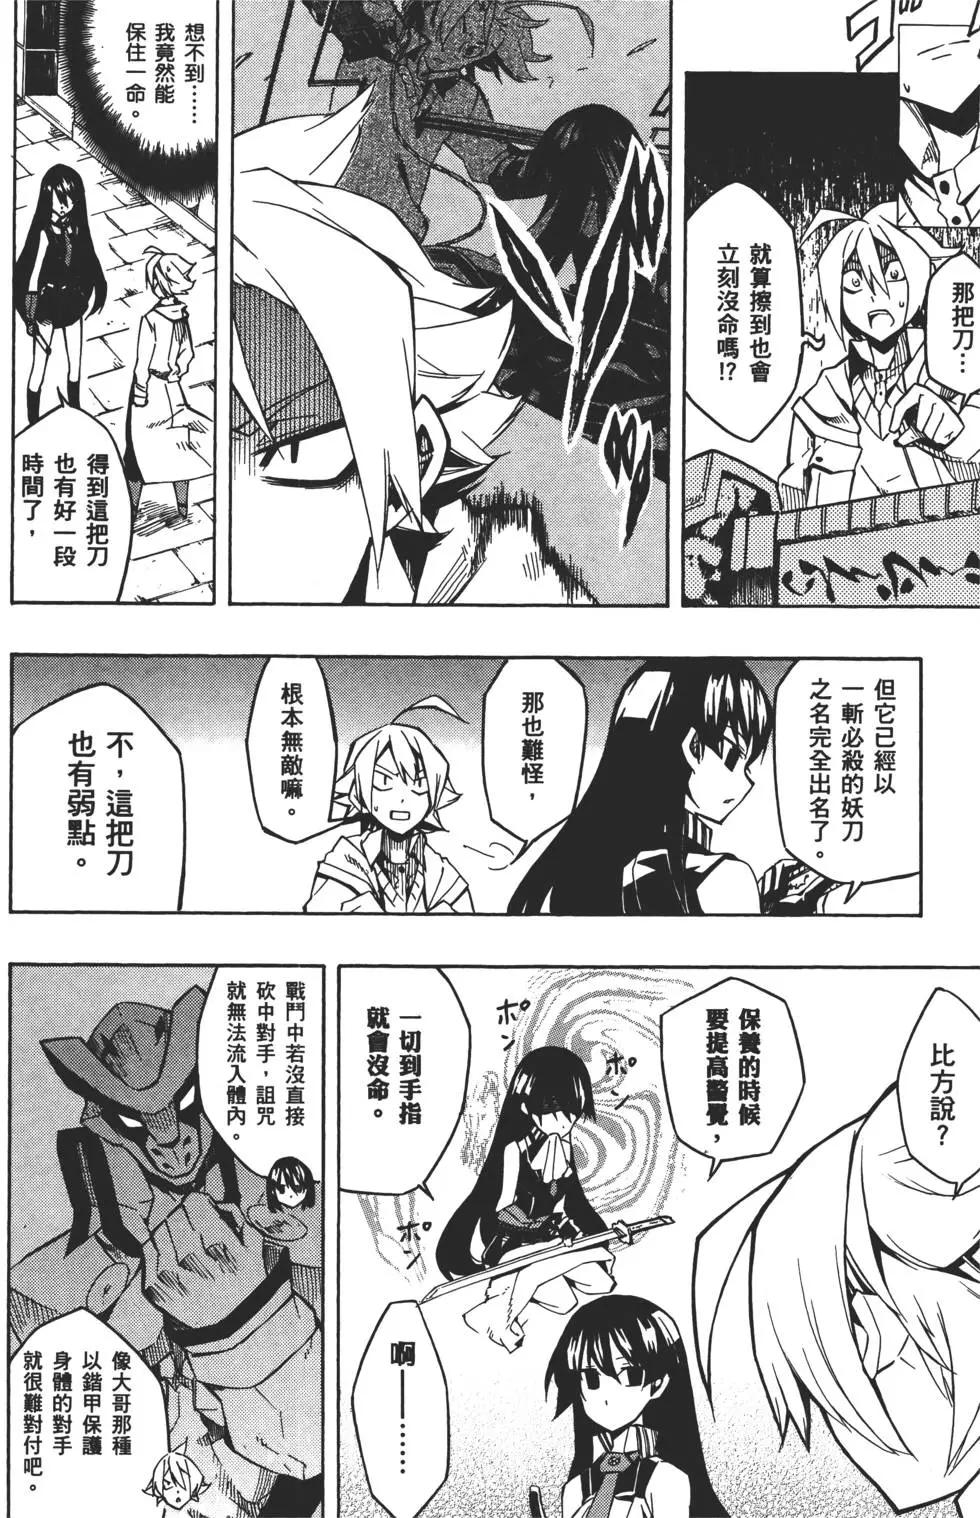 那把刀…
就算擦到也會
立刻沒命嗎!?
想不到……
我竟然能
保住一命。
得到這把刀
也有好一段
時間了，
但它已經以
一斬必殺的妖刀
之名完全出名了。
那也難怪，
根本無敵嘛。
不，這把刀
也有弱點。
比方說？
保養的時候
要提高警覺，
一切到手指
就會沒命。
ポン
ポン
ポン
啊——……
戰鬥中若沒直接
砍中對手，詛咒
就無法流入體內。
像大哥那種
以鎧甲保護
身體的對手
就很難對付吧。